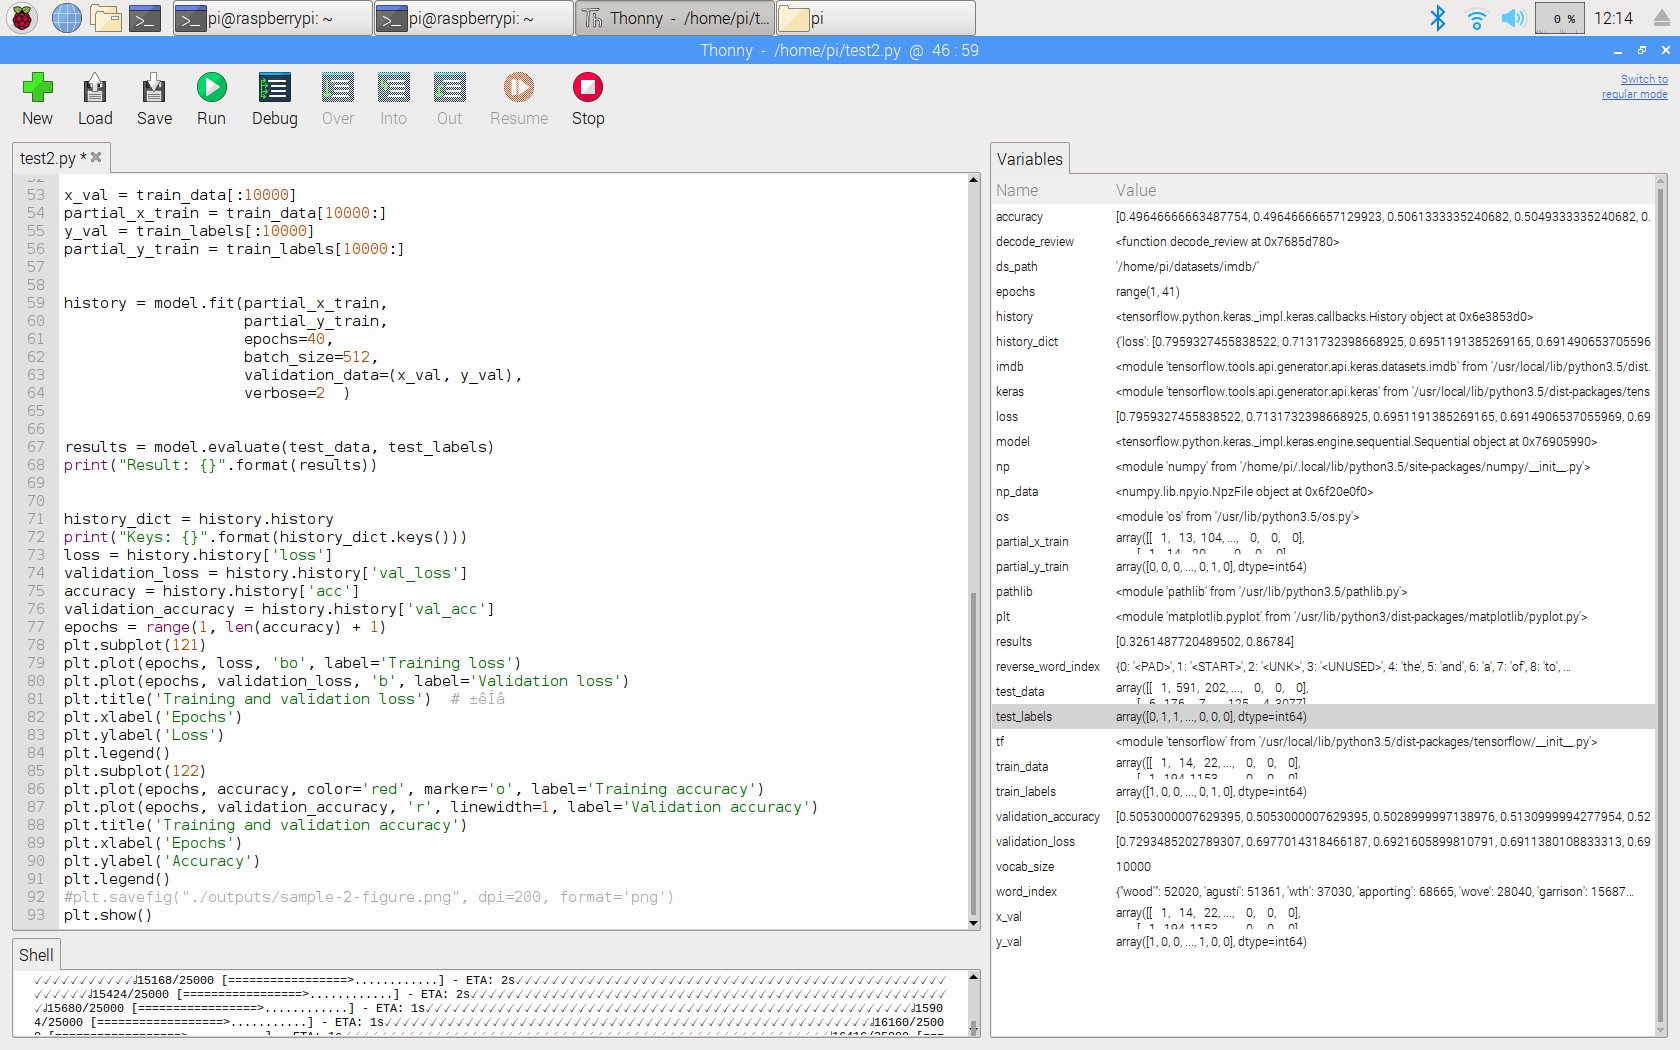 pi@raspberrypi: ~
pi@raspberrypi: ~
Thonny  -  /home/pi/t...
pi
0 %
12:14
Thonny  -  /home/pi/test2.py  @  46 : 59
Switch to
regular mode
New
Load
Save
Run
Debug
Over
Into
Out
Resume
Stop
test2.py *
53 x_val = train_data[:10000]
54 partial_x_train = train_data[10000:]
55 y_val = train_labels[:10000]
56 partial_y_train = train_labels[10000:]
57
58
59 history = model.fit(partial_x_train,
60                     partial_y_train,
61                     epochs=40,
62                     batch_size=512,
63                     validation_data=(x_val, y_val),
64                     verbose=2  )
65
66
67 results = model.evaluate(test_data, test_labels)
68 print("Result: {}".format(results))
69
70
71 history_dict = history.history
72 print("Keys: {}".format(history_dict.keys()))
73 loss = history.history['loss']
74 validation_loss = history.history['val_loss']
75 accuracy = history.history['acc']
76 validation_accuracy = history.history['val_acc']
77 epochs = range(1, len(accuracy) + 1)
78 plt.subplot(121)
79 plt.plot(epochs, loss, 'bo', label='Training loss')
80 plt.plot(epochs, validation_loss, 'b', label='Validation loss')
81 plt.title('Training and validation loss')  # ±êÌâ
82 plt.xlabel('Epochs')
83 plt.ylabel('Loss')
84 plt.legend()
85 plt.subplot(122)
86 plt.plot(epochs, accuracy, color='red', marker='o', label='Training accuracy')
87 plt.plot(epochs, validation_accuracy, 'r', linewidth=1, label='Validation accuracy')
88 plt.title('Training and validation accuracy')
89 plt.xlabel('Epochs')
90 plt.ylabel('Accuracy')
91 plt.legend()
92 #plt.savefig("./outputs/sample-2-figure.png", dpi=200, format='png')
93 plt.show()
Shell
15168/25000 [=================>............] - ETA: 2s
15424/25000 [=================>............] - ETA: 2s
15680/25000 [=================>............] - ETA: 1s 1590
4/25000 [==================>...........] - ETA: 1s 16160/2500
Variables
Name Value
accuracy [0.49646666663487754, 0.49646666657129923, 0.5061333335240682, 0.5049333335240682, 0.
decode_review <function decode_review at 0x7685d780>
ds_path '/home/pi/datasets/imdb/'
epochs range(1, 41)
history <tensorflow.python.keras._impl.keras.callbacks.History object at 0x6e3853d0>
history_dict {'loss': [0.7959327455838522, 0.7131732398668925, 0.6951191385269165, 0.691490653705596
imdb <module 'tensorflow.tools.api.generator.api.keras.datasets.imdb' from '/usr/local/lib/python3.5/dist.
keras <module 'tensorflow.tools.api.generator.api.keras' from '/usr/local/lib/python3.5/dist-packages/tens
loss [0.7959327455838522, 0.7131732398668925, 0.6951191385269165, 0.6914906537055969, 0.69
model <tensorflow.python.keras._impl.keras.engine.sequential.Sequential object at 0x76905990>
np <module 'numpy' from '/home/pi/.local/lib/python3.5/site-packages/numpy/__init__.py'>
np_data <numpy.lib.npyio.NpzFile object at 0x6f20e0f0>
os <module 'os' from '/usr/lib/python3.5/os.py'>
partial_x_train array([[   1,   13,  104, ...,    0,    0,    0],
partial_y_train array([0, 0, 0, ..., 0, 1, 0], dtype=int64)
pathlib <module 'pathlib' from '/usr/lib/python3.5/pathlib.py'>
plt <module 'matplotlib.pyplot' from '/usr/lib/python3/dist-packages/matplotlib/pyplot.py'>
results [0.3261487720489502, 0.86784]
reverse_word_index {0: '<PAD>', 1: '<START>', 2: '<UNK>', 3: '<UNUSED>', 4: 'the', 5: 'and', 6: 'a', 7: 'of', 8: 'to', ...
test_data array([[   1,  591,  202, ...,    0,    0,    0],
test_labels array([0, 1, 1, ..., 0, 0, 0], dtype=int64)
tf <module 'tensorflow' from '/usr/local/lib/python3.5/dist-packages/tensorflow/__init__.py'>
train_data array([[   1,   14,   22, ...,    0,    0,    0],
train_labels array([1, 0, 0, ..., 0, 1, 0], dtype=int64)
validation_accuracy [0.5053000007629395, 0.5053000007629395, 0.5028999997138976, 0.5130999994277954, 0.52
validation_loss [0.7293485202789307, 0.6977014318466187, 0.6921605899810791, 0.6911380108833313, 0.69
vocab_size 10000
word_index {"wood'": 52020, 'agusti': 51361, 'wth': 37030, 'apporting': 68665, 'wove': 28040, 'garrison': 15687...
x_val array([[   1,   14,   22, ...,    0,    0,    0],
y_val array([1, 0, 0, ..., 1, 0, 0], dtype=int64)